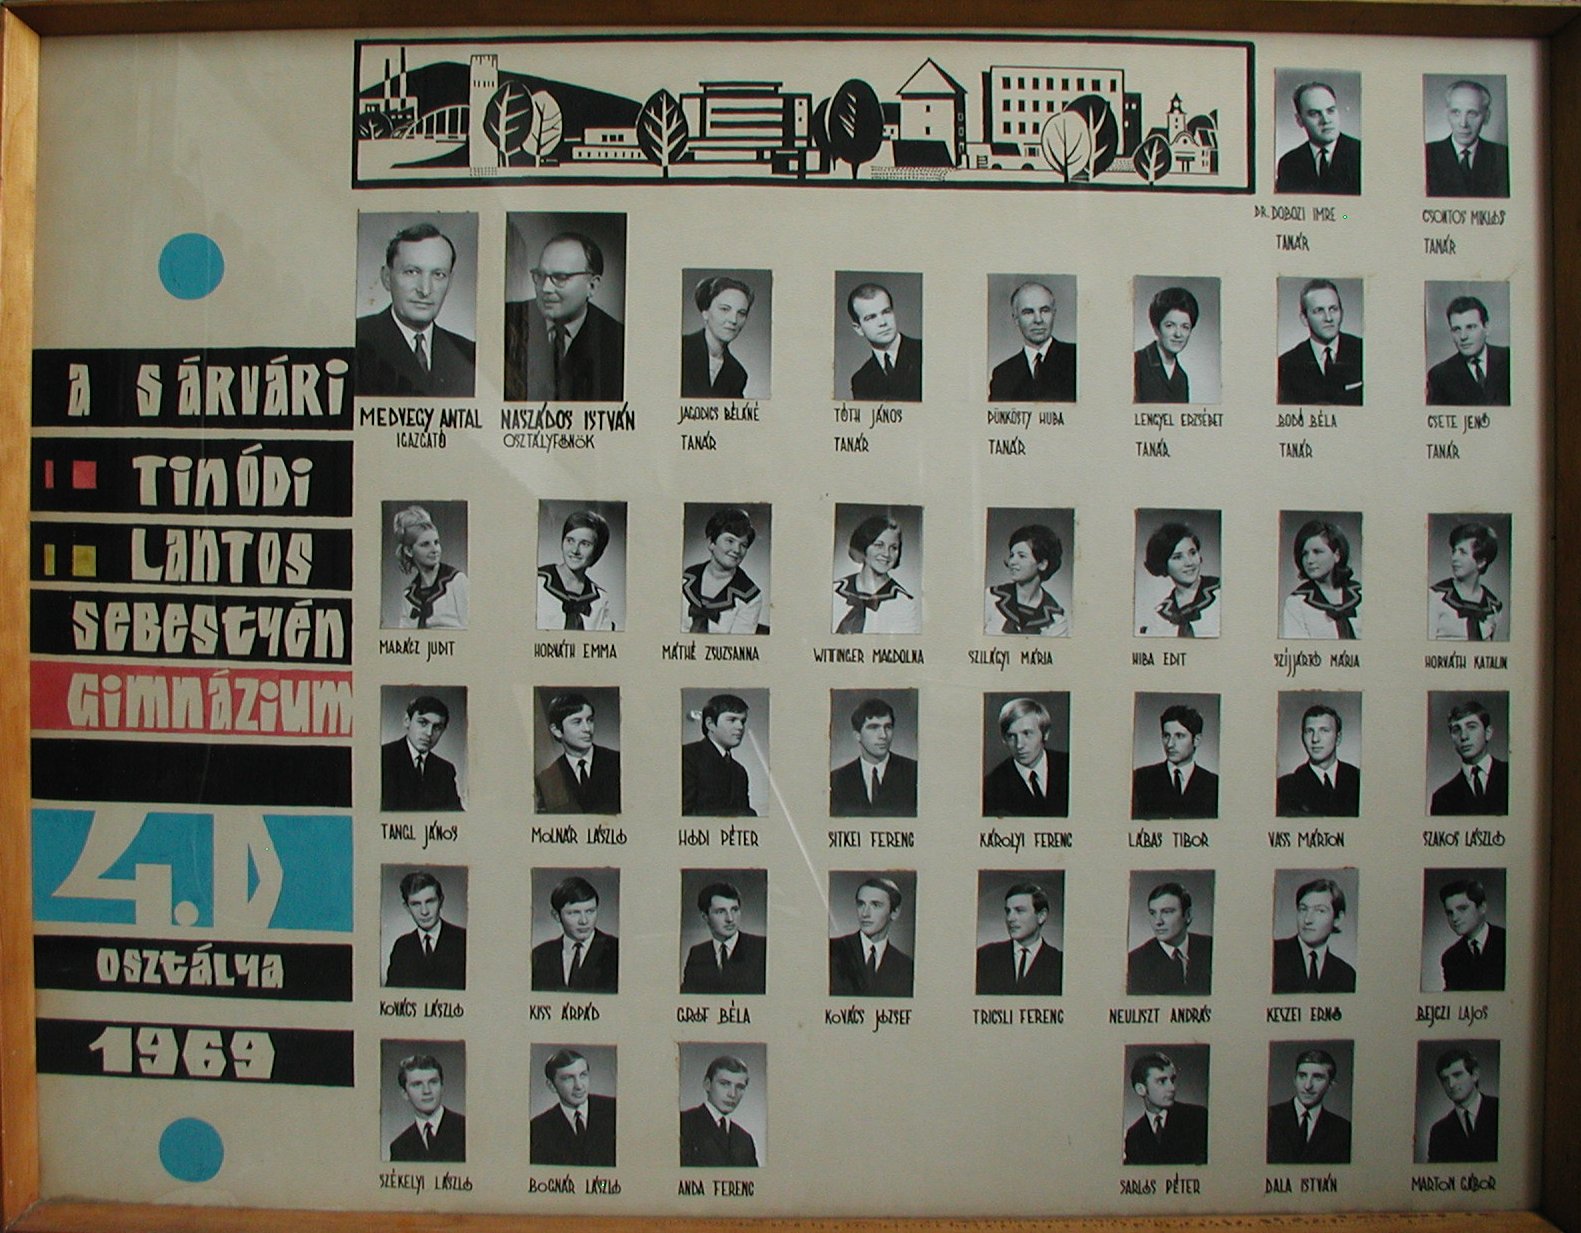 A SÁRVÁRI
TINÓDI
LANTOS
SEBESTYÉN
GIMNÁZIUM
4.D
OSZTÁLYA
1969
DR. DOBOZI IMRE
TANÁR
CSONTOS MIKLÓS
TANÁR
MEDVEGY ANTAL
IGAZGATÓ
NASZÁDOS ISTVÁN
OSZTÁLYFŐNÖK
JAGODICS BÉLÁNÉ
TANÁR
TÓTH JÁNOS
TANÁR
PÜNKÖSTY HUBA
TANÁR
LENGYEL ERZSÉBET
TANÁR
BODÓ BÉLA
TANÁR
CSETE JENŐ
TANÁR
MARÁCZ JUDIT
HORVÁTH EMMA
MÁTHÉ ZSUZSANNA
WITTINGER MAGDOLNA
SZILÁGYI MÁRIA
HIBA EDIT
SZIJJÁRTÓ MÁRIA
HORVÁTH KATALIN
TANGL JÁNOS
MOLNÁR LÁSZLÓ
HÓDI PÉTER
SITKEI FERENC
KÁROLYI FERENC
LÁBAS TIBOR
VASS MÁRTON
SZAKOS LÁSZLÓ
KOVÁCS LÁSZLÓ
KISS ÁRPÁD
GRÓF BÉLA
KOVÁCS JÓZSEF
TRICSLI FERENC
NEULISZT ANDRÁS
KESZEI ERNŐ
BEJCZI LAJOS
SZÉKELYI LÁSZLÓ
BOGNÁR LÁSZLÓ
ANDA FERENC
SARLÓS PÉTER
DALA ISTVÁN
MARTON GÁBOR